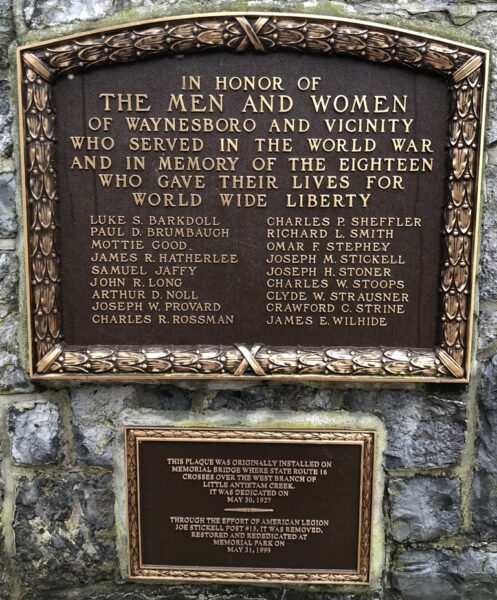 IN HONOR OF
THE MEN AND WOMEN
OF WAYNESBORO AND VICINITY
WHO SERVED IN THE WORLD WAR
AND IN MEMORY OF THE EIGHTEEN
WHO GAVE THEIR LIVES FOR
WORLD WIDE LIBERTY
LUKE S. BARKDOLL
PAUL D. BRUMBAUGH
MOTTIE GOOD
JAMES R. HATHERLEE
SAMUEL JAFFY
JOHN R. LONG
ARTHUR D. NOLL
JOSEPH W. PROVARD
CHARLES R. ROSSMAN
CHARLES P. SHEFFLER
RICHARD L. SMITH
OMAR F. STEPHEY
JOSEPH M. STICKELL
JOSEPH H. STONER
CHARLES W. STOOPS
CLYDE W. STRAUSNER
CRAWFORD C. STRINE
JAMES E. WILHIDE
THIS PLAQUE WAS ORIGINALLY INSTALLED ON
MEMORIAL BRIDGE WHERE STATE ROUTE 16
CROSSES OVER THE WEST BRANCH OF
LITTLE ANTIETAM CREEK.
IT WAS DEDICATED ON
MAY 30, 1927
THROUGH THE EFFORT OF AMERICAN LEGION
JOE STICKELL POST #15, IT WAS REMOVED,
RESTORED AND REDEDICATED AT
MEMORIAL PARK ON
MAY 31, 1999